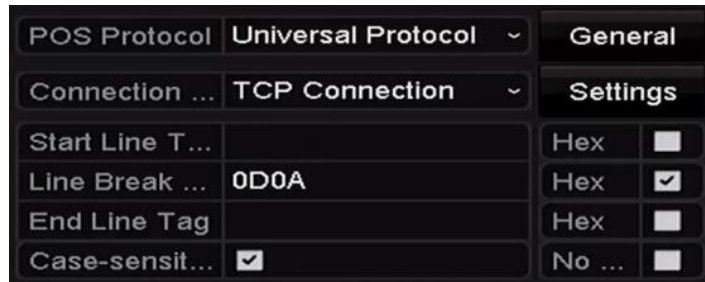 POS Protocol Universal Protocol General
Connection ... TCP Connection Settings
Start Line T... Hex
Line Break ... 0D0A Hex
End Line Tag Hex
Case-sensit... No ...